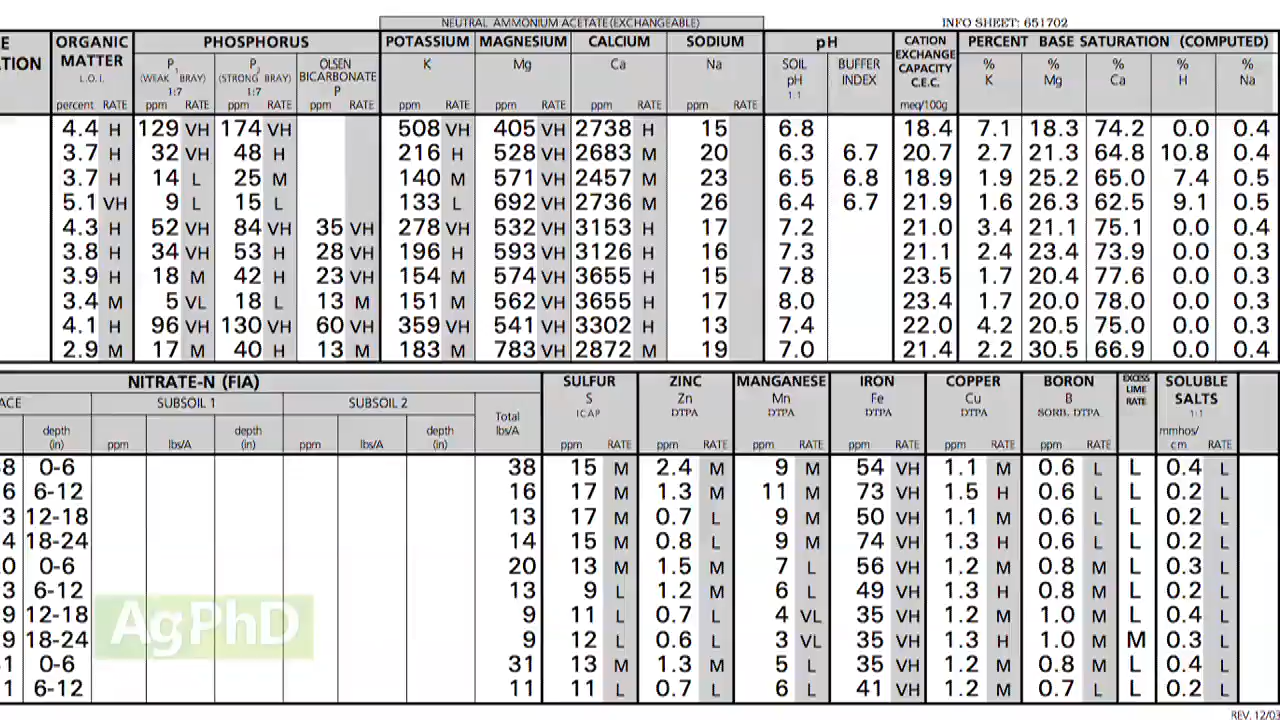 NEUTRAL AMMONIUM ACETATE (EXCHANGEABLE) INFO SHEET: 651702
E ORGANIC PHOSPHORUS POTASSIUM MAGNESIUM CALCIUM SODIUM pH CATION PERCENT BASE SATURATION (COMPUTED)
TION MATTER P1 P2 OLSEN K Mg Ca Na SOIL BUFFER EXCHANGE % % % % %
L.O.I. (WEAK BRAY) (STRONG BRAY) BICARBONATE pH INDEX CAPACITY K Mg Ca H Na
1:7 1:7 P 1:1 C.E.C.
percent RATE ppm RATE ppm RATE ppm RATE ppm RATE ppm RATE ppm RATE ppm RATE meq/100g
4.4 H 129 VH 174 VH 508 VH 405 VH 2738 H 15 6.8 18.4 7.1 18.3 74.2 0.0 0.4
3.7 H 32 VH 48 H 216 H 528 VH 2683 M 20 6.3 6.7 20.7 2.7 21.3 64.8 10.8 0.4
3.7 H 14 L 25 M 140 M 571 VH 2457 M 23 6.5 6.8 18.9 1.9 25.2 65.0 7.4 0.5
5.1 VH 9 L 15 L 133 L 692 VH 2736 M 26 6.4 6.7 21.9 1.6 26.3 62.5 9.1 0.5
4.3 H 52 VH 84 VH 35 VH 278 VH 532 VH 3153 H 17 7.2 21.0 3.4 21.1 75.1 0.0 0.4
3.8 H 34 VH 53 H 28 VH 196 H 593 VH 3126 H 16 7.3 21.1 2.4 23.4 73.9 0.0 0.3
3.9 H 18 M 42 H 23 VH 154 M 574 VH 3655 H 15 7.8 23.5 1.7 20.4 77.6 0.0 0.3
3.4 M 5 VL 18 L 13 M 151 M 562 VH 3655 H 17 8.0 23.4 1.7 20.0 78.0 0.0 0.3
4.1 H 96 VH 130 VH 60 VH 359 VH 541 VH 3302 H 13 7.4 22.0 4.2 20.5 75.0 0.0 0.3
2.9 M 17 M 40 H 13 M 183 M 783 VH 2872 M 19 7.0 21.4 2.2 30.5 66.9 0.0 0.4
NITRATE-N (FIA) SULFUR ZINC MANGANESE IRON COPPER BORON EXCESS LIME RATE SOLUBLE
ACE SUBSOIL 1 SUBSOIL 2 Total S Zn Mn Fe Cu B SALTS
lbs/A ICAP DTPA DTPA DTPA DTPA SORB. DTPA 1:1
depth (in) ppm lbs/A depth (in) ppm lbs/A depth (in) ppm RATE ppm RATE ppm RATE ppm RATE ppm RATE ppm RATE mmhos/cm RATE
8 0-6 38 15 M 2.4 M 9 M 54 VH 1.1 M 0.6 L L 0.4 L
6 6-12 16 17 M 1.3 M 11 M 73 VH 1.5 H 0.6 L L 0.2 L
3 12-18 13 17 M 0.7 L 9 M 50 VH 1.1 M 0.6 L L 0.2 L
4 18-24 14 15 M 0.8 L 9 M 74 VH 1.3 H 0.6 L L 0.2 L
0 0-6 20 13 M 1.5 M 7 L 56 VH 1.2 M 0.8 M L 0.3 L
3 6-12 13 9 L 1.2 M 6 L 49 VH 1.3 H 0.8 M L 0.2 L
9 12-18 9 11 L 0.7 L 4 VL 35 VH 1.2 M 1.0 M L 0.4 L
9 18-24 9 12 L 0.6 L 3 VL 35 VH 1.3 H 1.0 M M 0.2 L
1 0-6 31 13 M 1.3 M 5 L 35 VH 1.2 M 0.8 M L 0.4 L
1 6-12 11 11 L 0.7 L 6 L 41 VH 1.2 M 0.7 L L 0.2 L
AgPhD
REV. 12/03